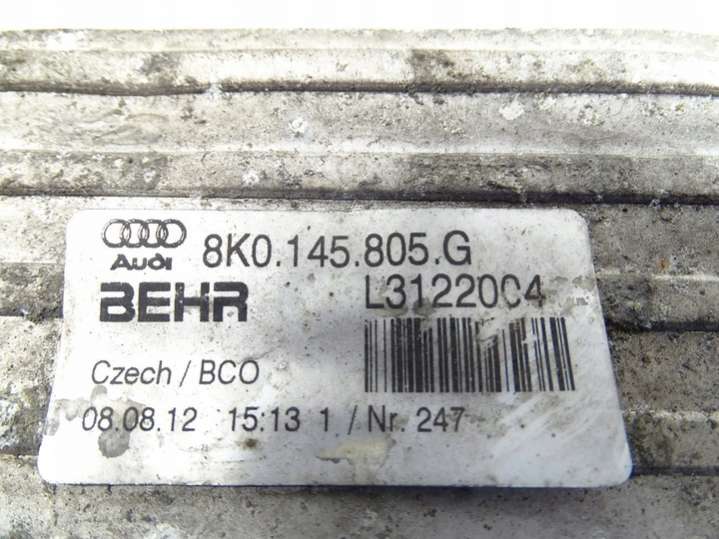 8K0.145.805.G
Audi
BEHR L3122004
Czech / BCO
08.08.12 15:13 1 / Nr. 247